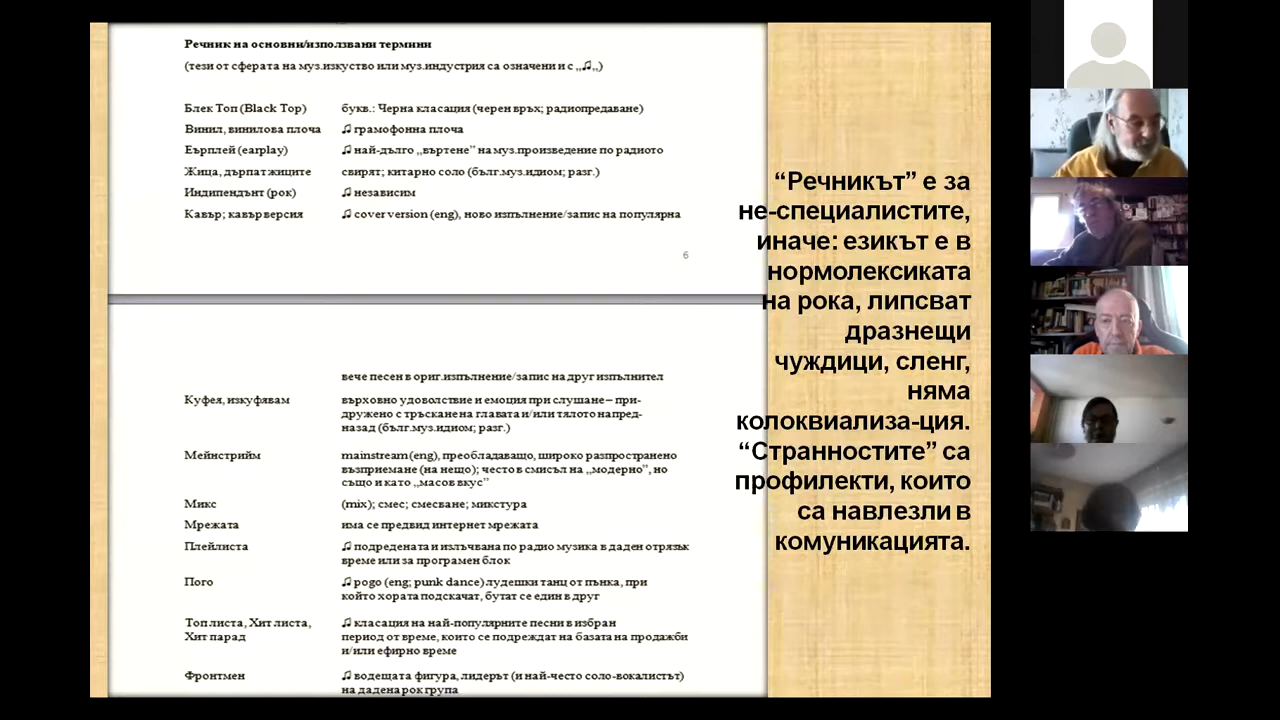 Речник на основни/използвани термини
(тези от сферата на муз.изкуство или муз.индустрия са означени и с „♫„)
Блек Топ (Black Top) букв.: Черна класация (черен връх; радиопредаване)
Винил, винилова плоча ♫ грамофонна плоча
Еърплей (earplay) ♫ най-дълго „въртене” на муз.произведение по радиото
Жица, дърпат жиците свирят; китарно соло (бълг.муз.идиом; разг.)
Индипендънт (рок) ♫ независим
Кавър; кавър версия ♫ cover version (eng), ново изпълнение/запис на популярна
6
вече песен в ориг.изпълнение/запис на друг изпълнител
Куфея, изкуфявам върховно удоволствие и емоция при слушане – при-
дружено с тръскане на главата и/или тялото напред-
назад (бълг.муз.идиом; разг.)
Мейнстрийм mainstream (eng), преобладаващо, широко разпространено
възприемане (на нещо); често в смисъл на „модерно”, но
също и като „масов вкус”
Микс (mix); смес; смесване; микстура
Мрежата има се предвид интернет мрежата
Плейлиста ♫ подредената и излъчвана по радио музика в даден отрязък
време или за програмен блок
Пого ♫ pogo (eng; punk dance) лудешки танц от пънка, при
който хората подскачат, бутат се един в друг
Топ листа, Хит листа, ♫ класация на най-популярните песни в избран
Хит парад период от време, които се подреждат на базата на продажби
и/или ефирно време
Фронтмен ♫ водещата фигура, лидерът (и най-често соло-вокалистът)
на дадена рок група
“Речникът” е за
не-специалистите,
иначе: езикът е в
нормолексиката
на рока, липсват
дразнещи
чуждици, сленг,
няма
колоквиализа-ция.
“Странностите” са
профилекти, които
са навлезли в
комуникацията.